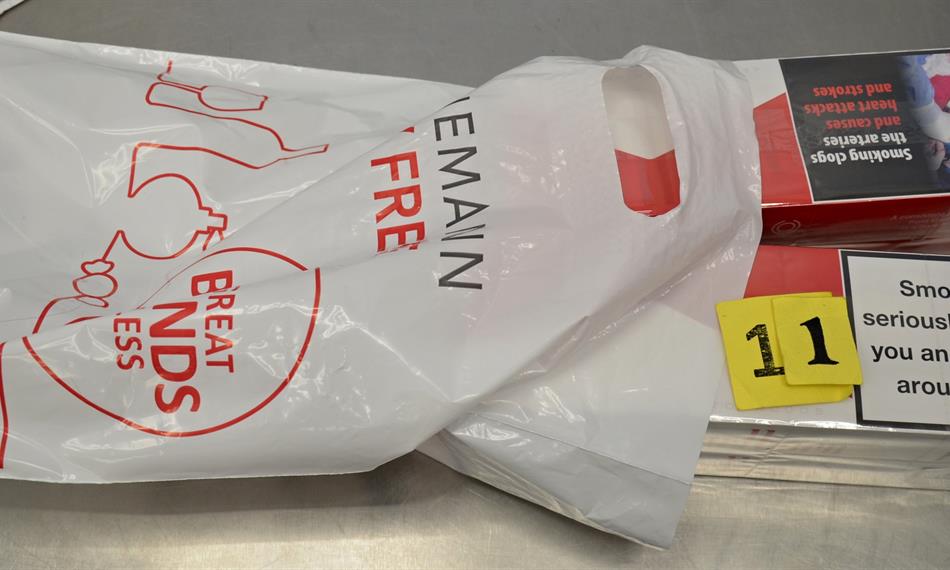 EMAIN
FRE
BREAT
NDS
ESS
Smoking clogs
the arteries
and causes
heart attacks
and strokes
Smo
serious
you an
arou
1
1